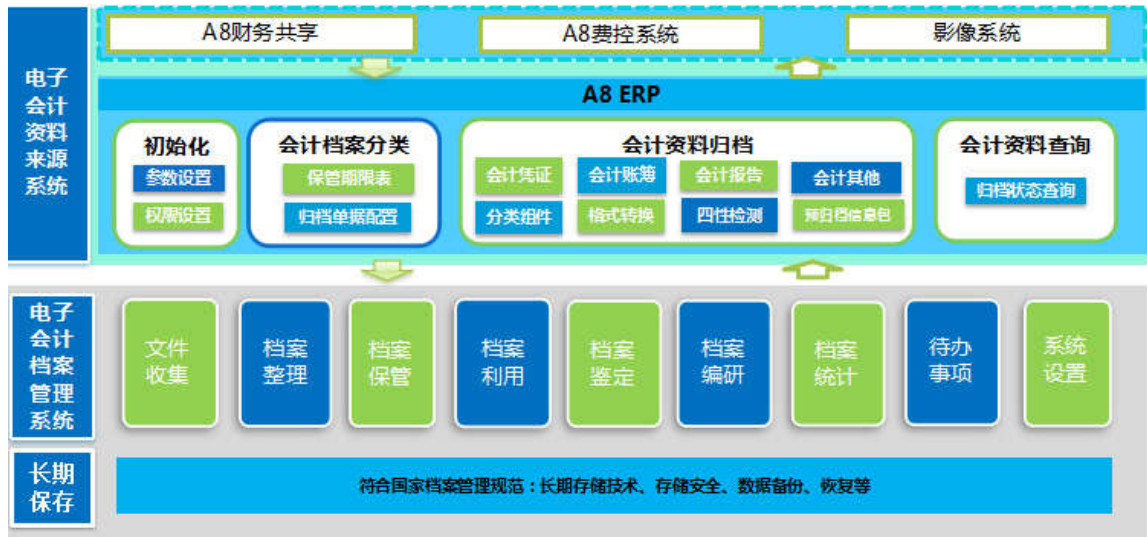 电子
会计
资料
来源
系统
A8财务共享
A8费控系统
影像系统
A8 ERP
初始化
参数设置
权限设置
会计档案分类
保管期限表
归档单据配置
会计资料归档
会计凭证
会计账簿
会计报告
会计其他
分类组件
格式转换
四性检测
预归档信息包
会计资料查询
归档状态查询
电子
会计
档案
管理
系统
文件
收集
档案
整理
档案
保管
档案
利用
档案
鉴定
档案
编研
档案
统计
待办
事项
系统
设置
长期
保存
符合国家档案管理规范：长期存储技术、存储安全、数据备份、恢复等